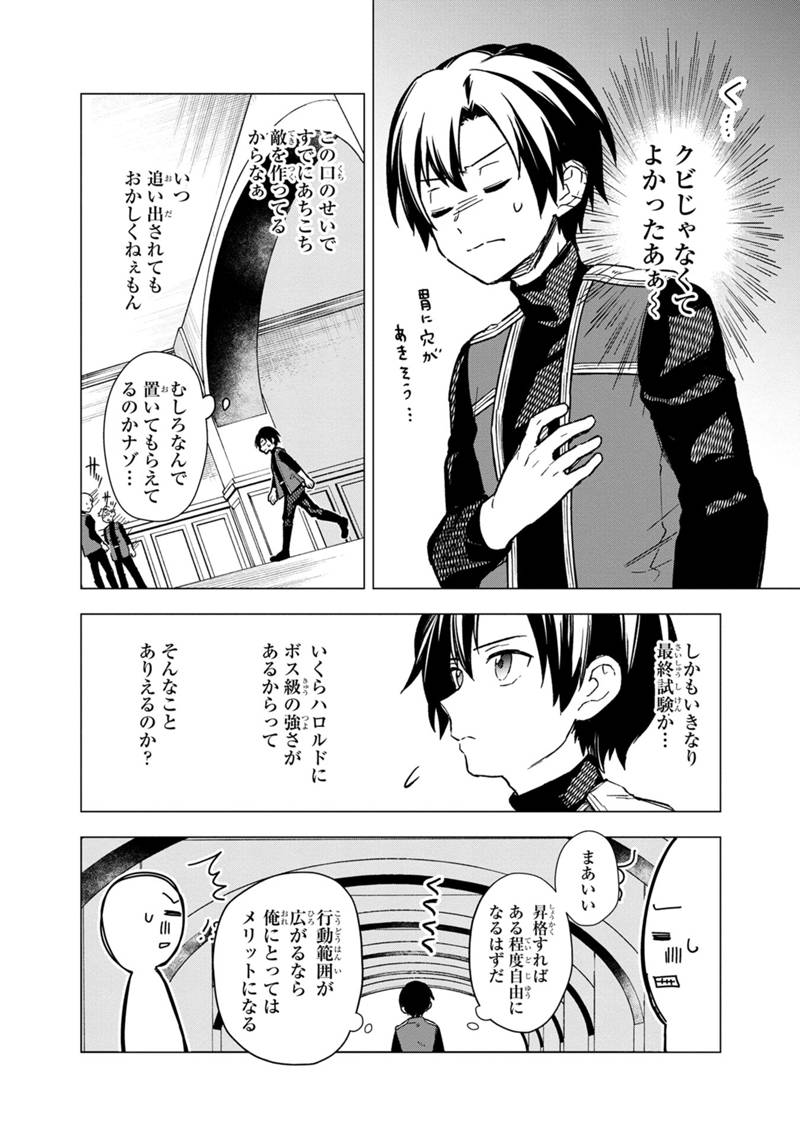 く…
クビじゃなくて
よかったあぁ〜
胃に穴が
あきそう…
この口のせいで
すでにあちこち
敵を作ってる
からなぁ
いつ
追い出されても
おかしくねぇもん
むしろなんで
置いてもらえて
るのかナゾ…
しかもいきなり
最終試験か…
いくらハロルドに
ボス級の強さが
あるからって
そんなこと
ありえるのか?
まあいい
昇格すれば
ある程度自由に
なるはずだ
行動範囲が
広がるなら
俺にとっては
メリットになる